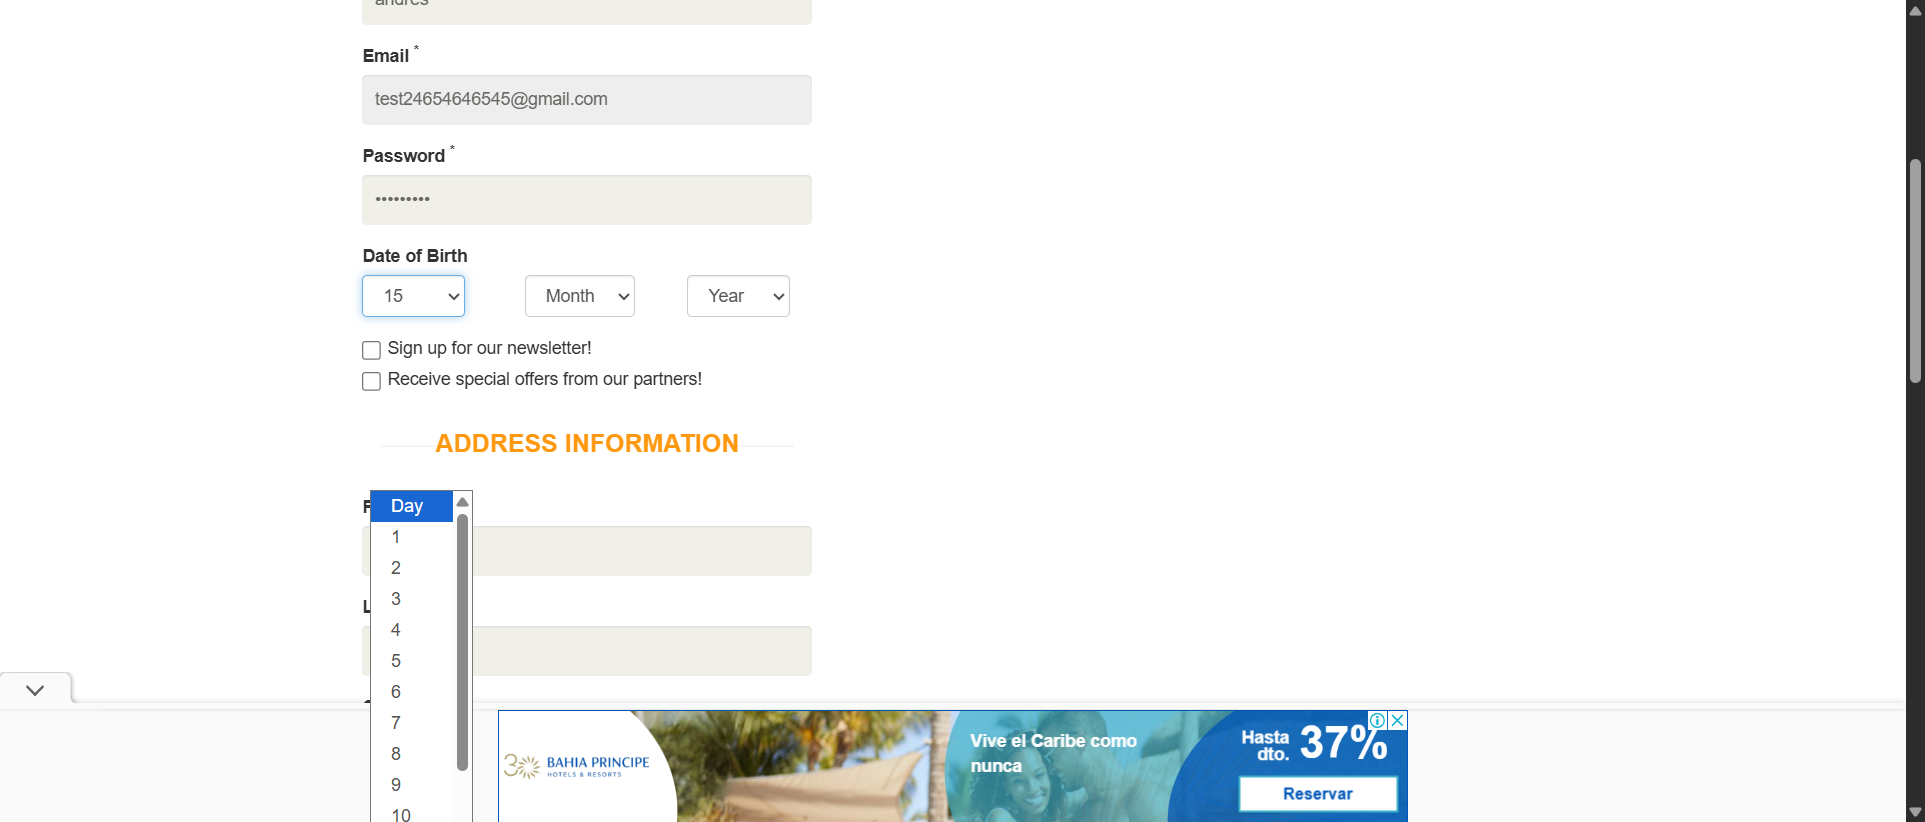 Email *
test24654646545@gmail.com
Password *
•••••••••
Date of Birth
15 Month Year
Sign up for our newsletter!
Receive special offers from our partners!
ADDRESS INFORMATION
Day
1
2
3
4
5
6
7
8
9
10
BAHIA PRINCIPE
HOTELS & RESORTS
Vive el Caribe como
nunca
Hasta
dto. 37%
Reservar